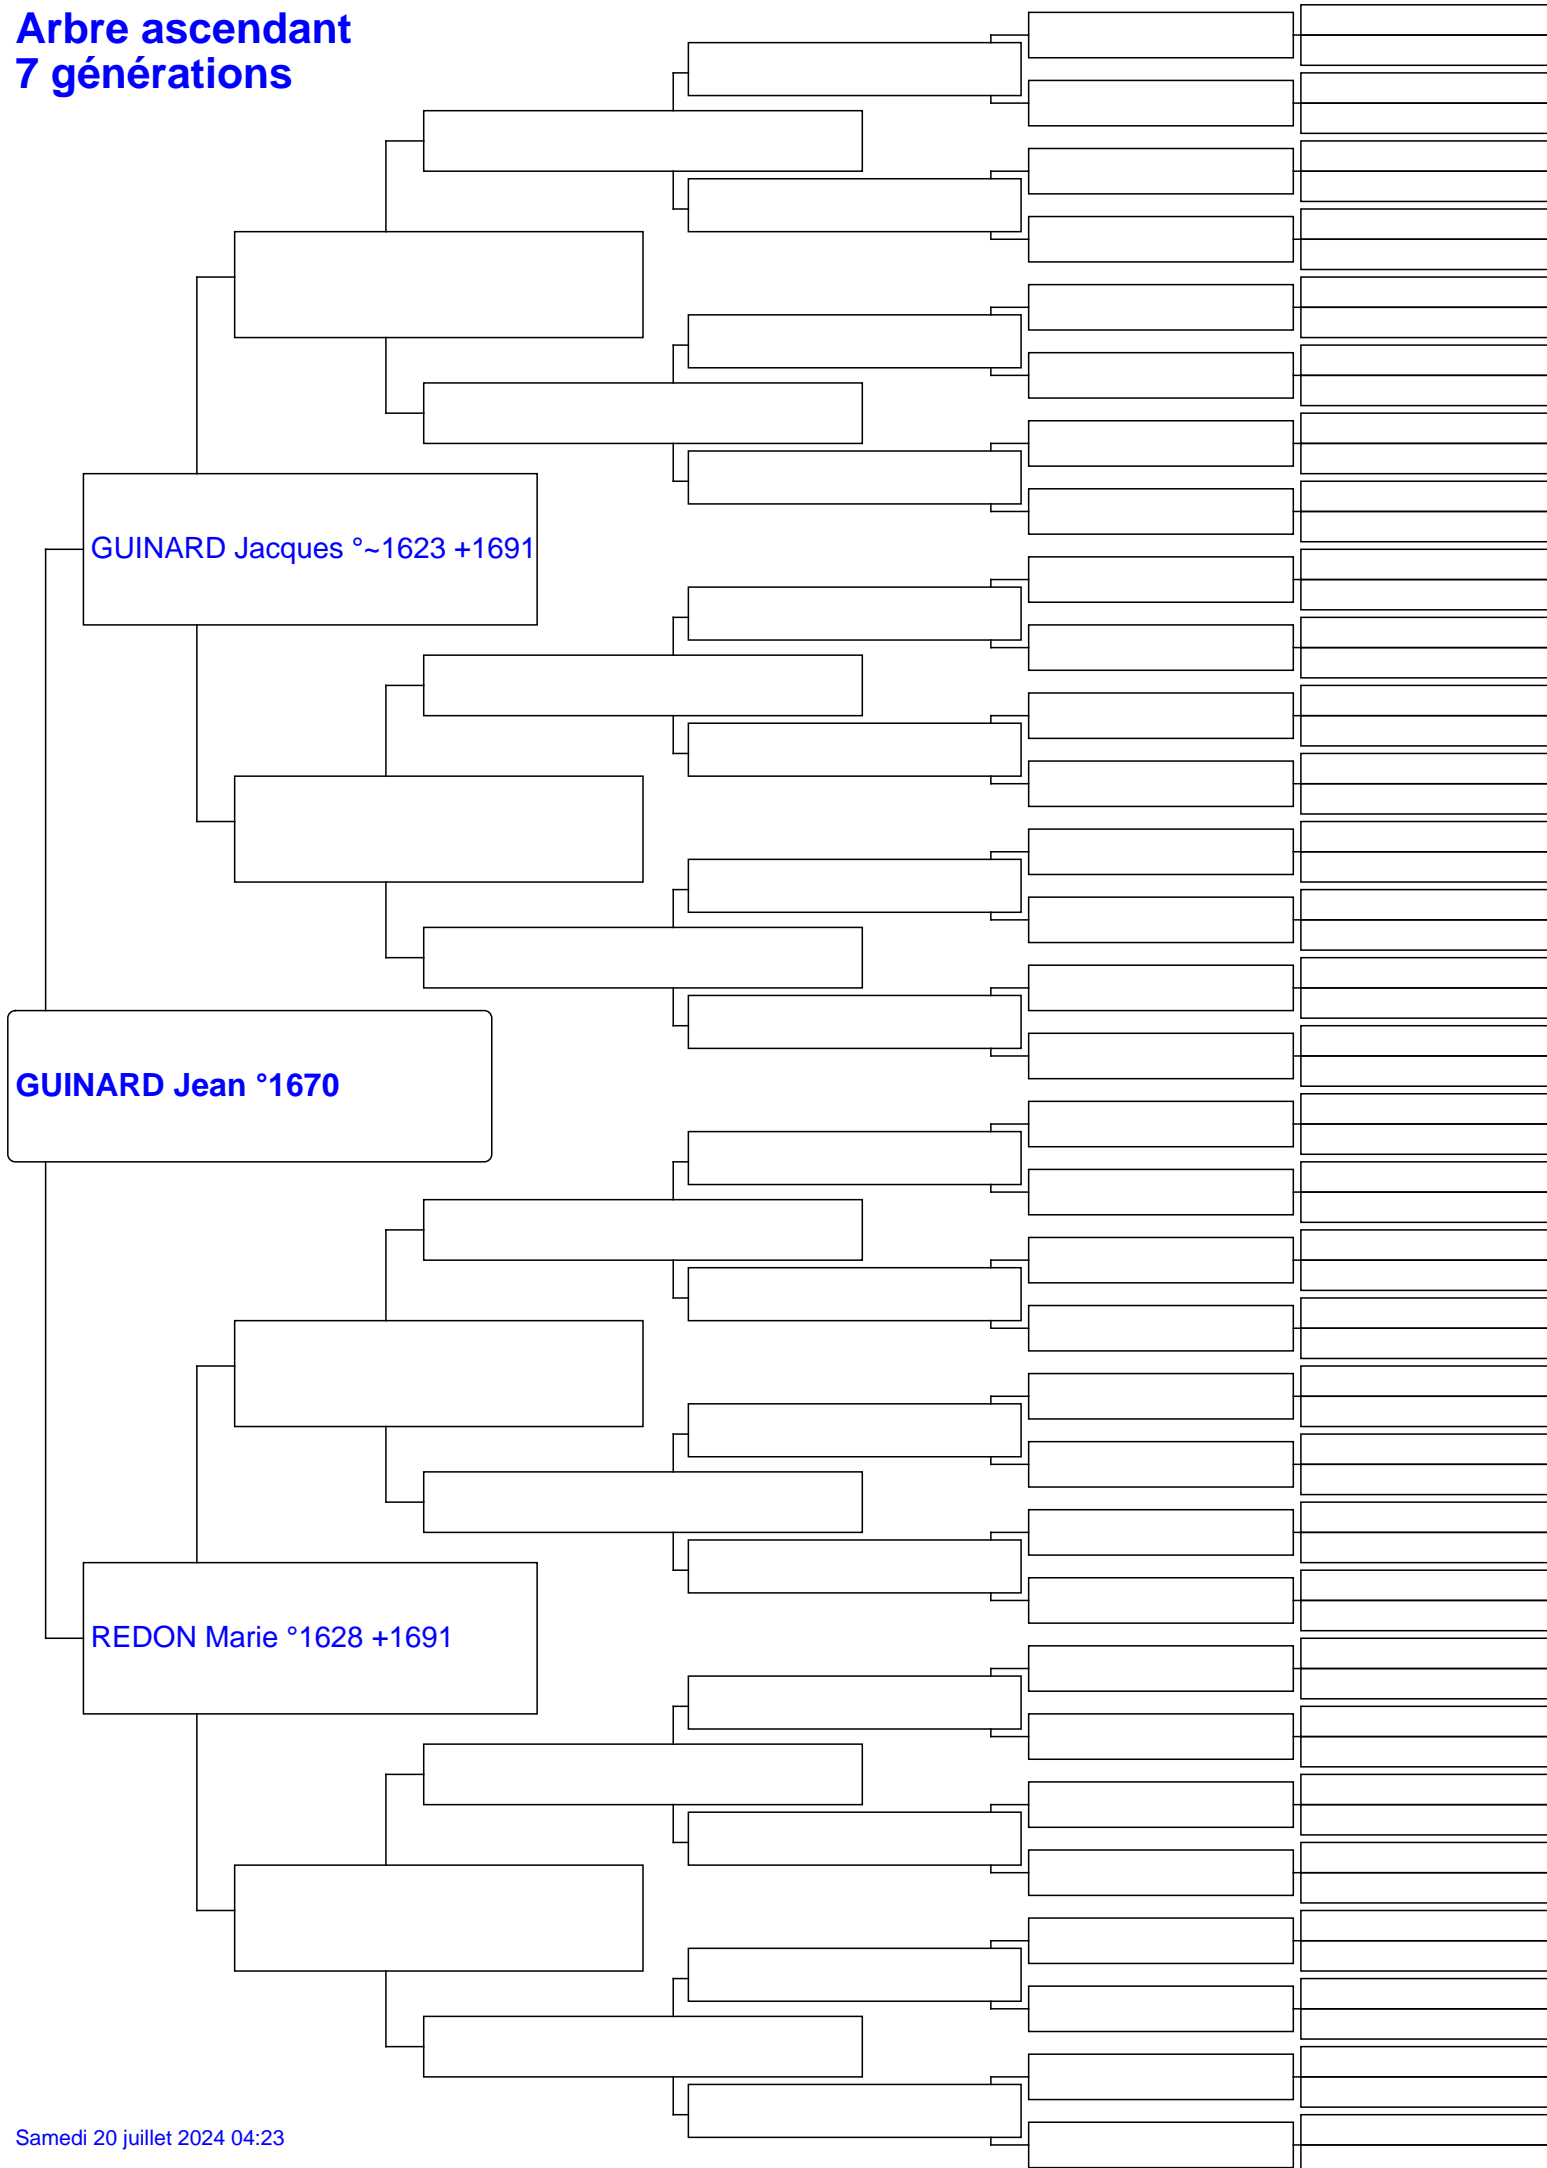 Arbre ascendant
7 générations
GUINARD Jacques °~1623 +1691
GUINARD Jean °1670
REDON Marie °1628 +1691
Samedi 20 juillet 2024 04:23